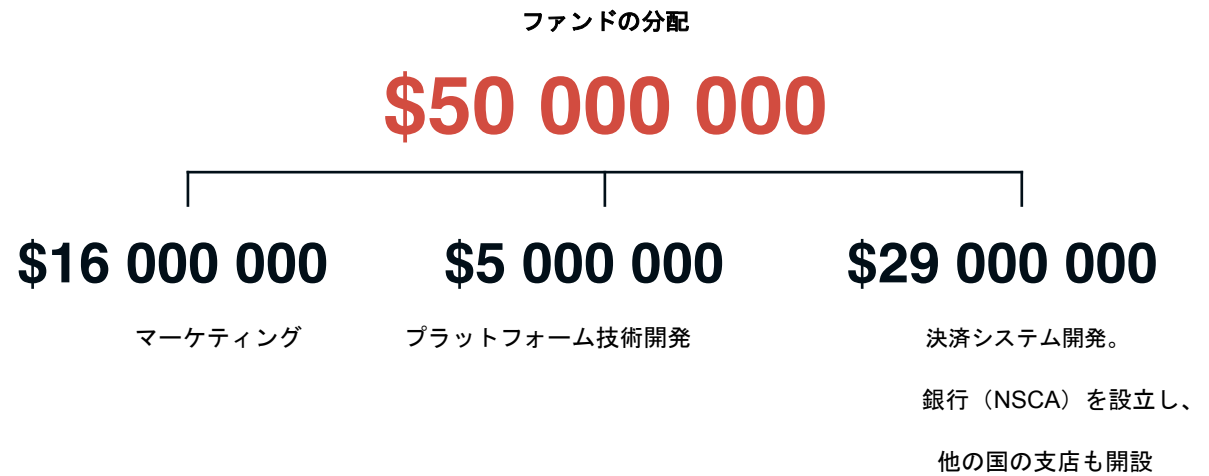 ファンドの分配
$50 000 000
$16 000 000
$5 000 000
$29 000 000
マーケティング
プラットフォーム技術開発
決済システム開発。
銀行（NSCA）を設立し、
他の国の支店も開設